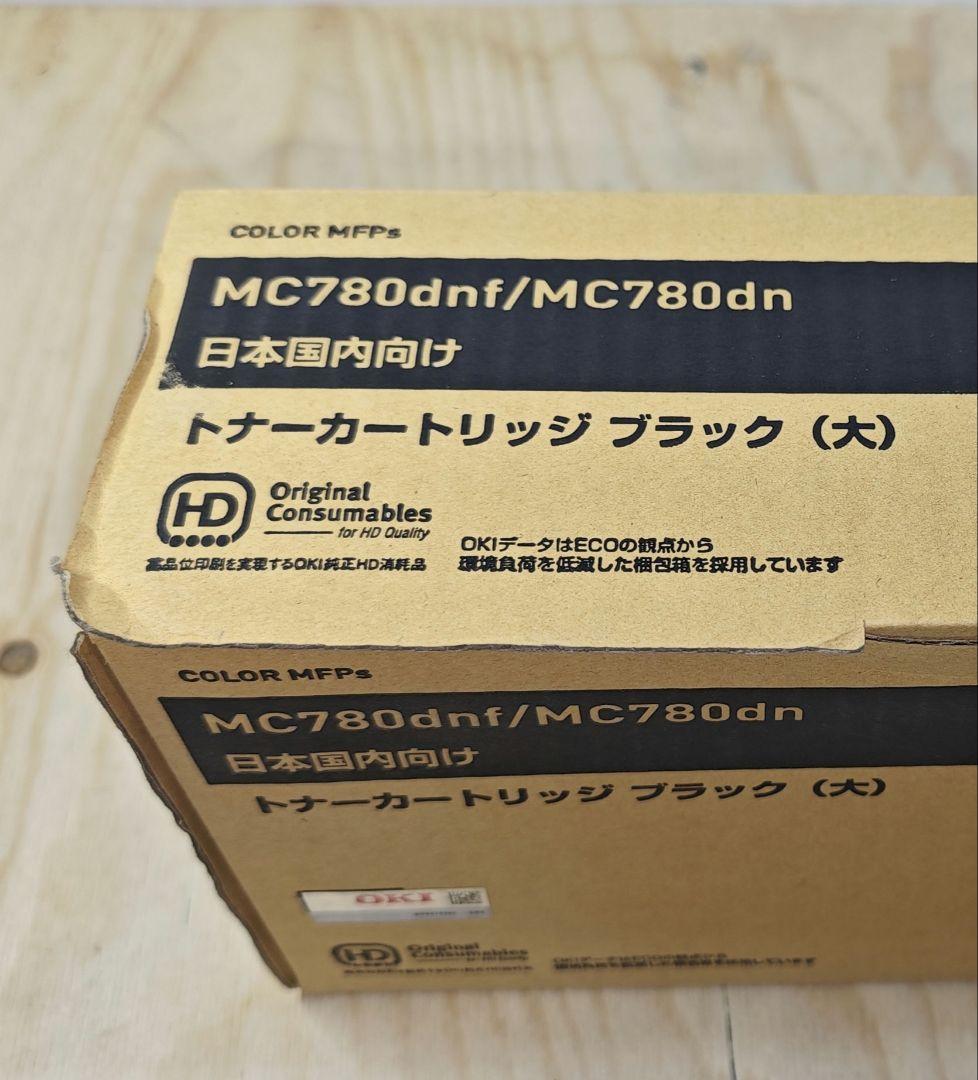 COLOR MFPs
MC780dnf/MC780dn
日本国内向け
トナーカートリッジ ブラック（大）
HD Original
Consumables
for HD Quality
高品位印刷を実現するOKI純正HD消耗品
OKIデータはECOの観点から
環境負荷を低減した梱包箱を採用しています
COLOR MFPs
MC780dnf/MC780dn
日本国内向け
トナーカートリッジ ブラック（大）
OKI
HD Original
Consumables